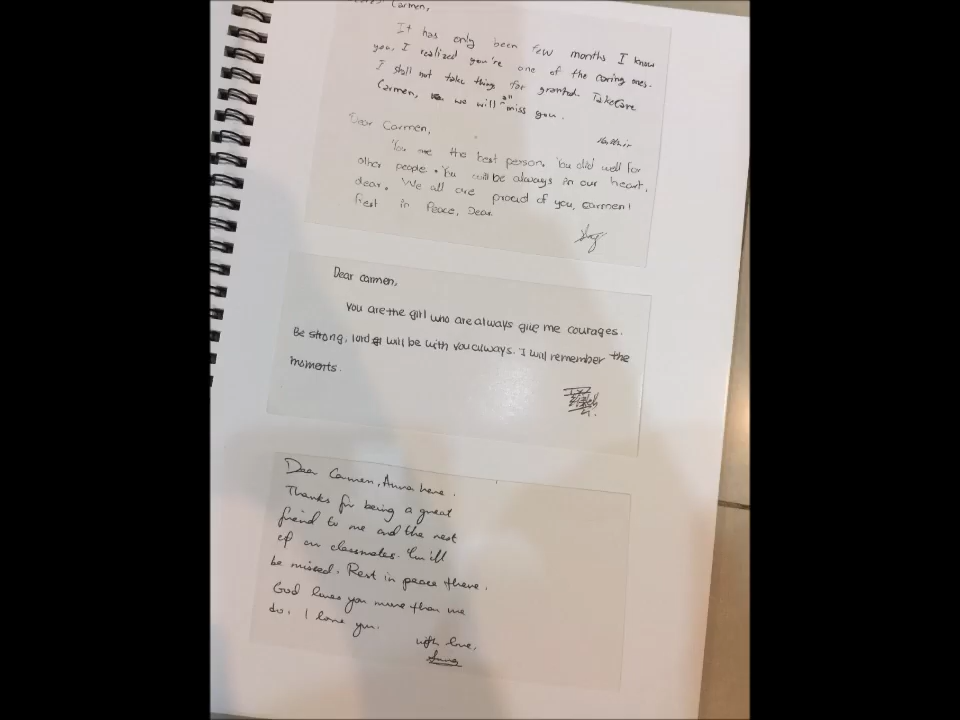 Carmen,
It has only been few months I know
you, I realized you're one of the caring ones.
I shall not take things for granted. Take Care
Carmen, we will all miss you.
Dear Carmen,
You are the best person. You did well for
other people. You will be always in our heart,
dear. We all are proud of you, Carmen!
Rest in Peace, Dear.
Dear Carmen,
You are the girl who are always give me courages.
Be strong, lord will be with you always. I will remember the
moments.
Dear Carmen, Anna here.
Thanks for being a great
friend to me and the rest
of our classmates. You'll
be missed. Rest in peace there.
God loves you more than we
do. I love you.
with love,
Anna